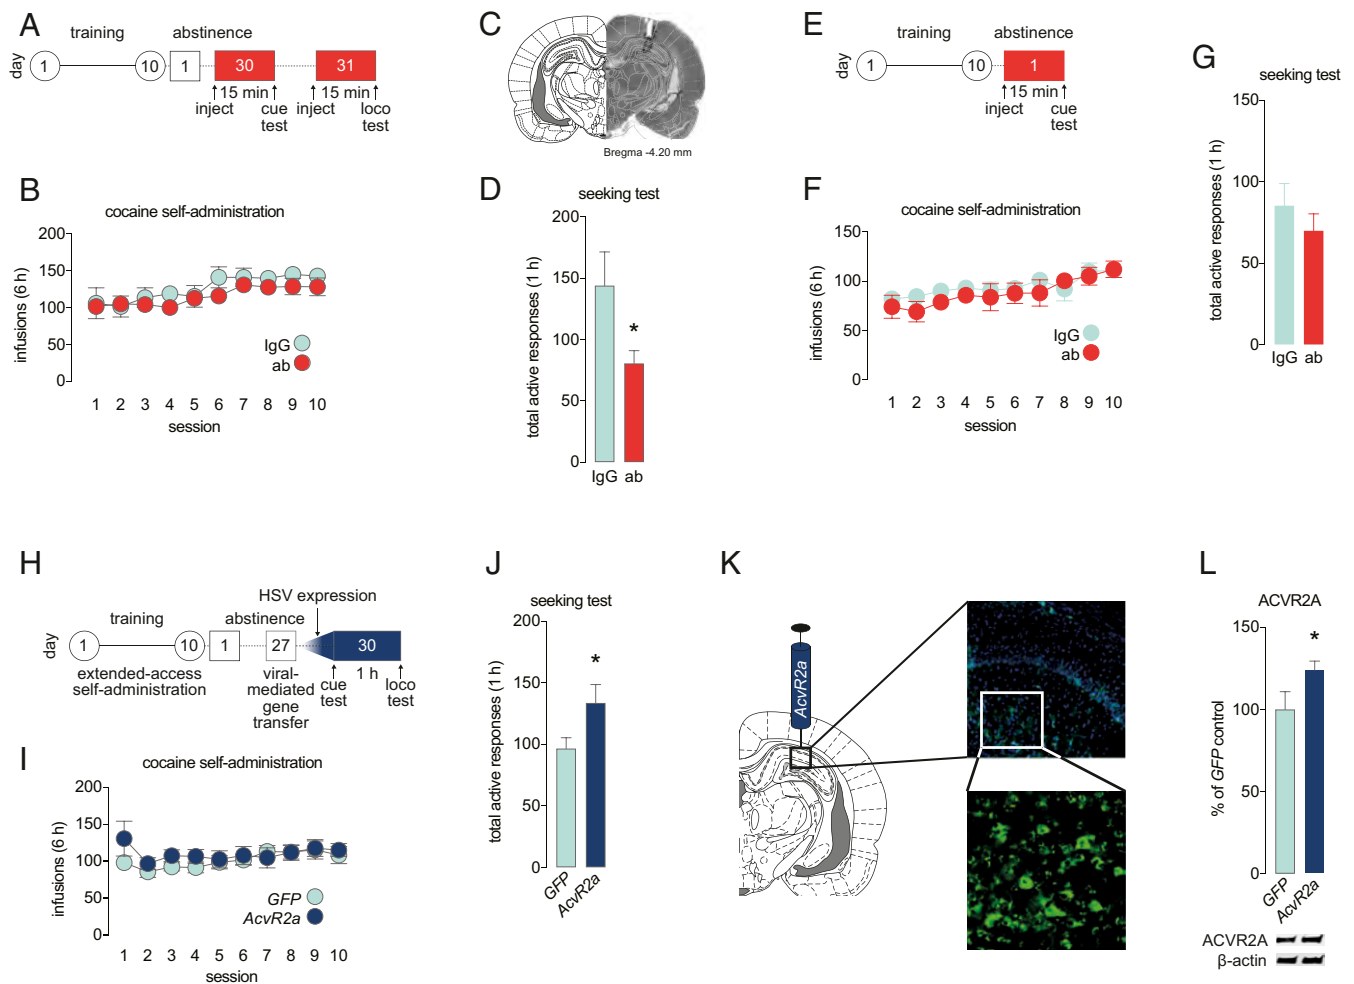 A
training
abstinence
day
1
10
1
30
31
15 min
15 min
inject
cue
test
inject
loco
test
B
cocaine self-administration
infusions (6 h)
200
150
100
50
0
IgG
ab
1 2 3 4 5 6 7 8 9 10
session
C
Bregma -4.20 mm
D
seeking test
total active responses (1 h)
200
150
100
50
0
*
IgG ab
E
training
abstinence
day
1
10
1
15 min
inject
cue
test
F
cocaine self-administration
infusions (6 h)
150
100
50
0
IgG
ab
1 2 3 4 5 6 7 8 9 10
session
G
seeking test
total active responses (1 h)
150
100
50
0
IgG ab
H
HSV expression
training
abstinence
day
1
10
1
27
30
extended-access
self-administration
viral-
mediated
gene
transfer
cue
test
1 h
loco
test
I
cocaine self-administration
infusions (6 h)
200
150
100
50
0
GFP
AcvR2a
1 2 3 4 5 6 7 8 9 10
session
J
seeking test
total active responses (1 h)
200
150
100
50
0
*
GFP
AcvR2a
K
AcvR2a
L
ACVR2A
% of GFP control
150
100
50
0
*
GFP
AcvR2a
ACVR2A
β-actin